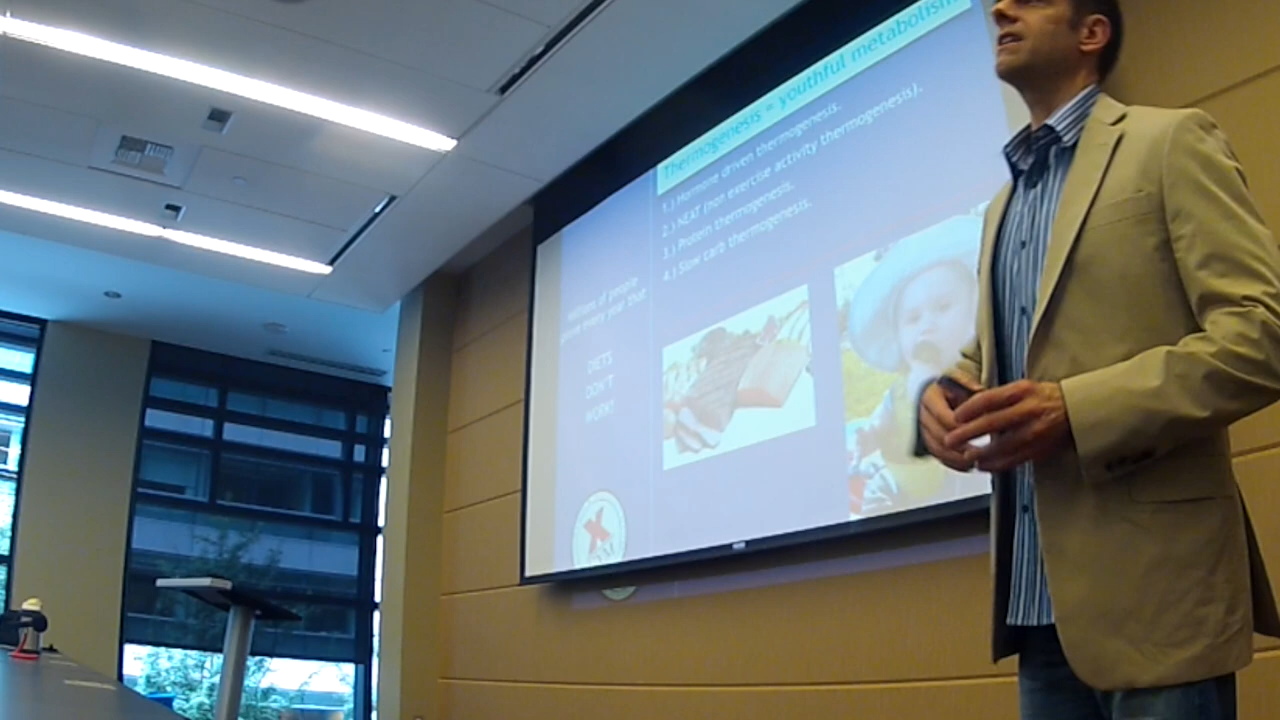 Thermogenesis = youthful metabolism.
1.) Hormone driven thermogenesis.
2.) NEAT (non exercise activity thermogenesis).
3.) Protein thermogenesis.
4.) Slow carb thermogenesis.
Millions of people
prove every year that
DIETS
DON'T
WORK!